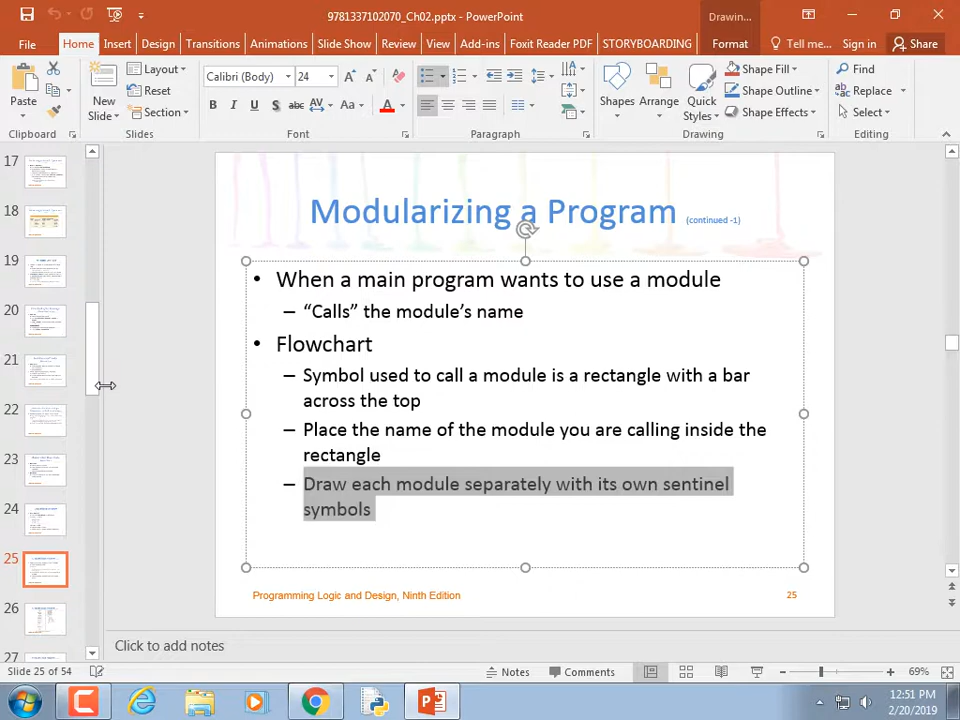 9781337102070_Ch02.pptx - PowerPoint
Drawin...
File Home Insert Design Transitions Animations Slide Show Review View Add-ins Foxit Reader PDF STORYBOARDING Format Tell me... Sign in Share
Paste
Clipboard
New
Slide
Layout
Reset
Section
Slides
Calibri (Body) 24
B I U S abc AV Aa A
Font
Paragraph
Shapes Arrange Quick
Styles
Shape Fill
Shape Outline
Shape Effects
Drawing
Find
Replace
Select
Editing
17
18
19
20
21
22
23
24
25
26
27
Modularizing a Program (continued -1)
• When a main program wants to use a module
– “Calls” the module’s name
• Flowchart
– Symbol used to call a module is a rectangle with a bar
across the top
– Place the name of the module you are calling inside the
rectangle
– Draw each module separately with its own sentinel
symbols
Programming Logic and Design, Ninth Edition 25
Click to add notes
Slide 25 of 54 Notes Comments 69%
12:51 PM
2/20/2019